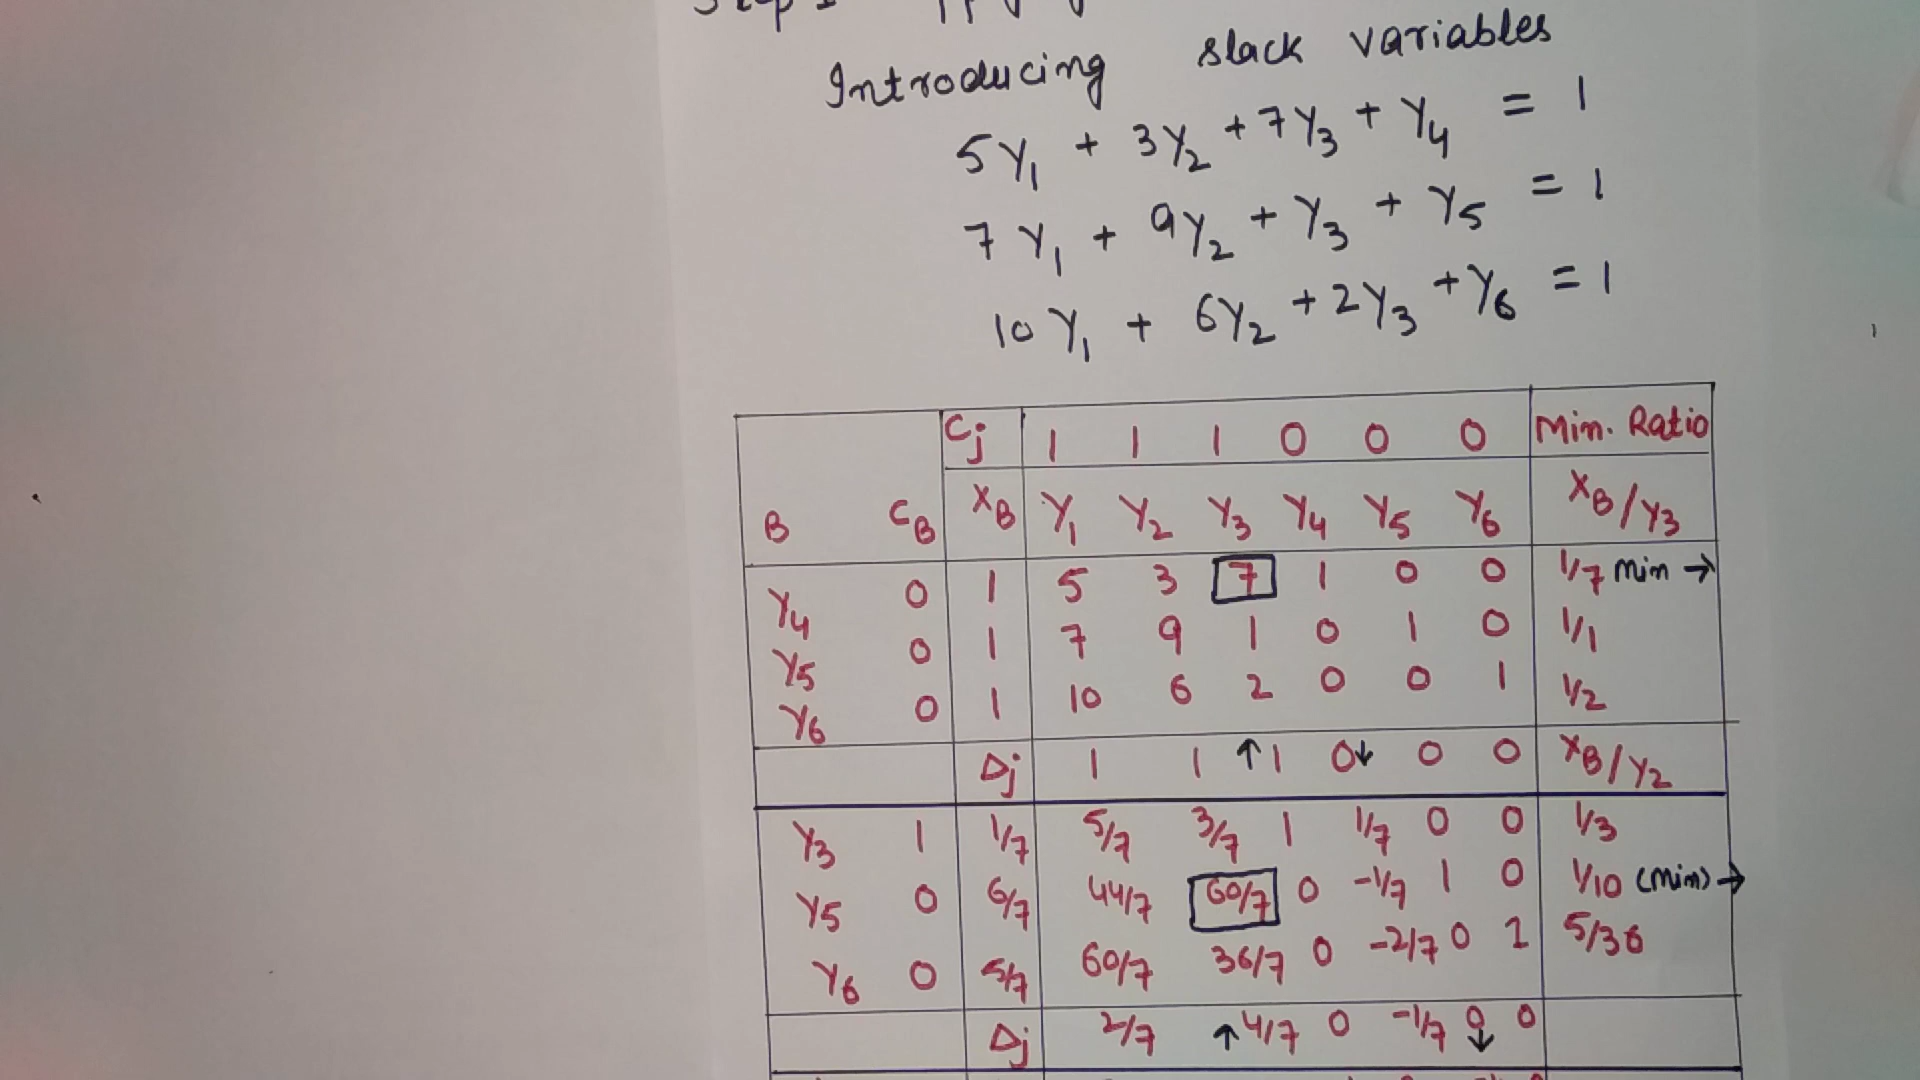 Introducing slack variables
5Y₁ + 3Y₂ + 7Y₃ + Y₄ = 1
7Y₁ + 9Y₂ + Y₃ + Y₅ = 1
10Y₁ + 6Y₂ + 2Y₃ + Y₆ = 1
Cj 1 1 1 0 0 0 Min. Ratio
B CB XB Y₁ Y₂ Y₃ Y₄ Y₅ Y₆ XB/Y₃
Y₄ 0 1 5 3 7 1 0 0 1/7 Min →
Y₅ 0 1 7 9 1 0 1 0 1/1
Y₆ 0 1 10 6 2 0 0 1 1/2
Δj 1 1 ↑1 0↓ 0 0 XB/Y₂
Y₃ 1 1/7 5/7 3/7 1 1/7 0 0 1/3
Y₅ 0 6/7 44/7 60/7 0 -1/7 1 0 1/10 (Min) →
Y₆ 0 5/7 60/7 36/7 0 -2/7 0 1 5/36
Δj 2/7 ↑4/7 0 -1/7 0↓ 0